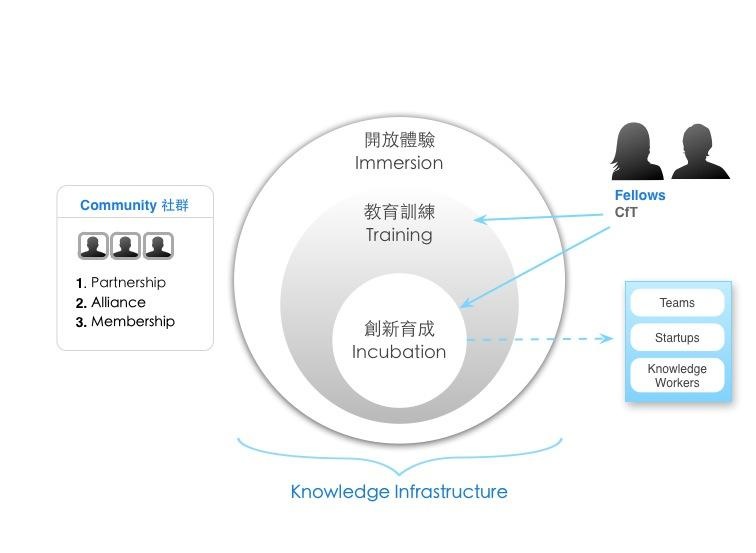 開放體驗
Immersion
教育訓練
Training
創新育成
Incubation
Community 社群
1. Partnership
2. Alliance
3. Membership
Fellows
CfT
Teams
Startups
Knowledge
Workers
Knowledge Infrastructure